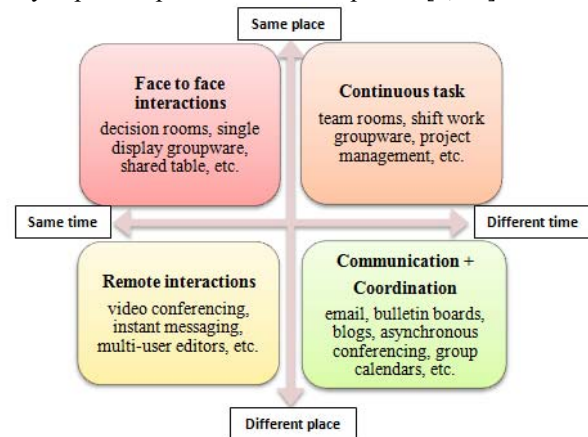 Same place
Face to face
interactions
decision rooms, single
display groupware,
shared table, etc.
Continuous task
team rooms, shift work
groupware, project
management, etc.
Same time
Different time
Remote interactions
video conferencing,
instant messaging,
multi-user editors, etc.
Communication +
Coordination
email, bulletin boards,
blogs, asynchronous
conferencing, group
calendars, etc.
Different place